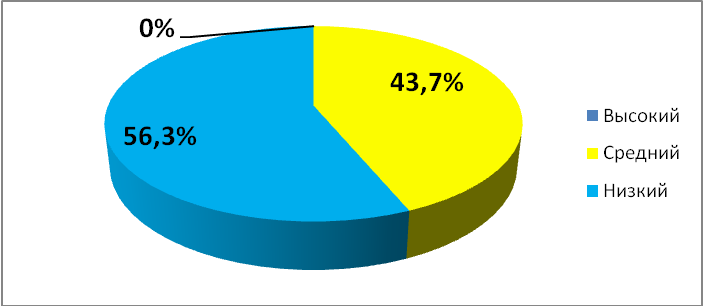 0%
43,7%
56,3%
Высокий
Средний
Низкий